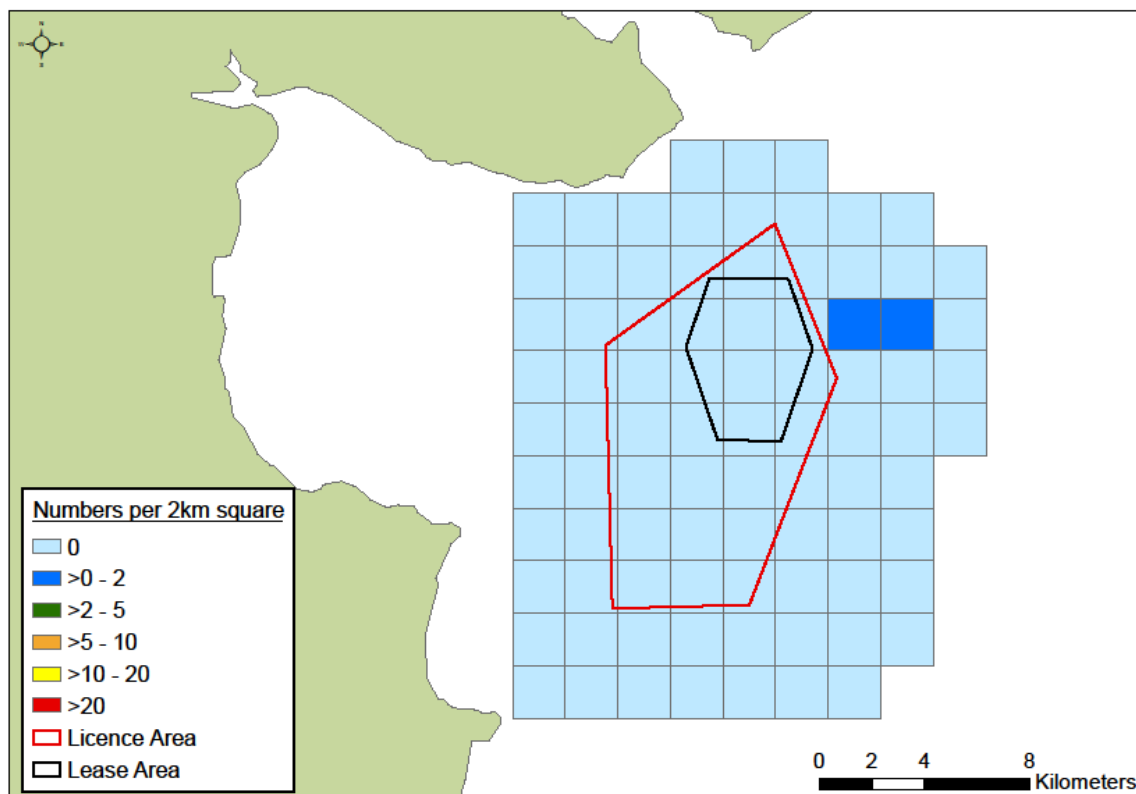 N
W E
S
Numbers per 2km square
0
>0 - 2
>2 - 5
>5 - 10
>10 - 20
>20
Licence Area
Lease Area
0 2 4 8
Kilometers